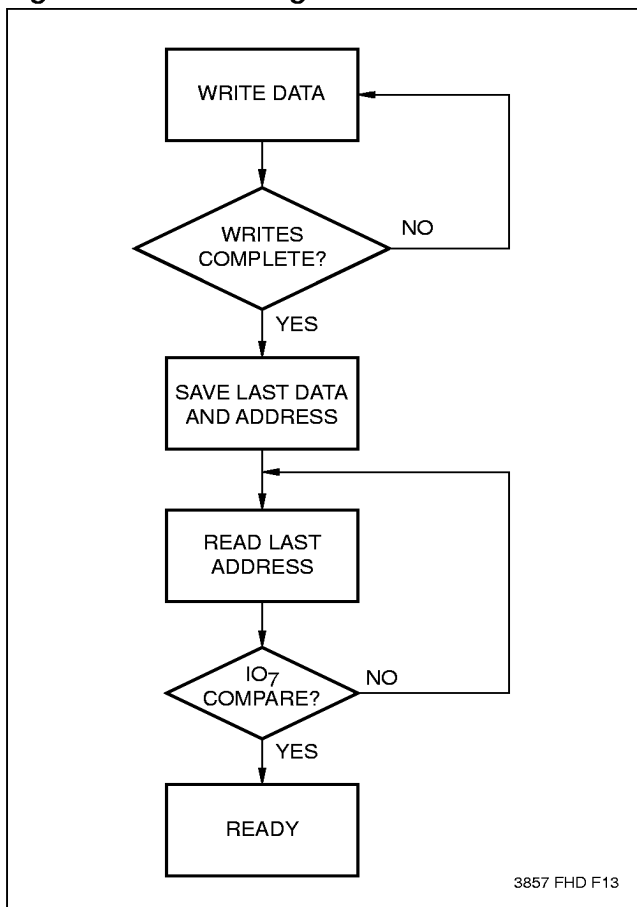 WRITE DATA
WRITES
COMPLETE?
NO
YES
SAVE LAST DATA
AND ADDRESS
READ LAST
ADDRESS
IO7
COMPARE?
NO
YES
READY
3857 FHD F13